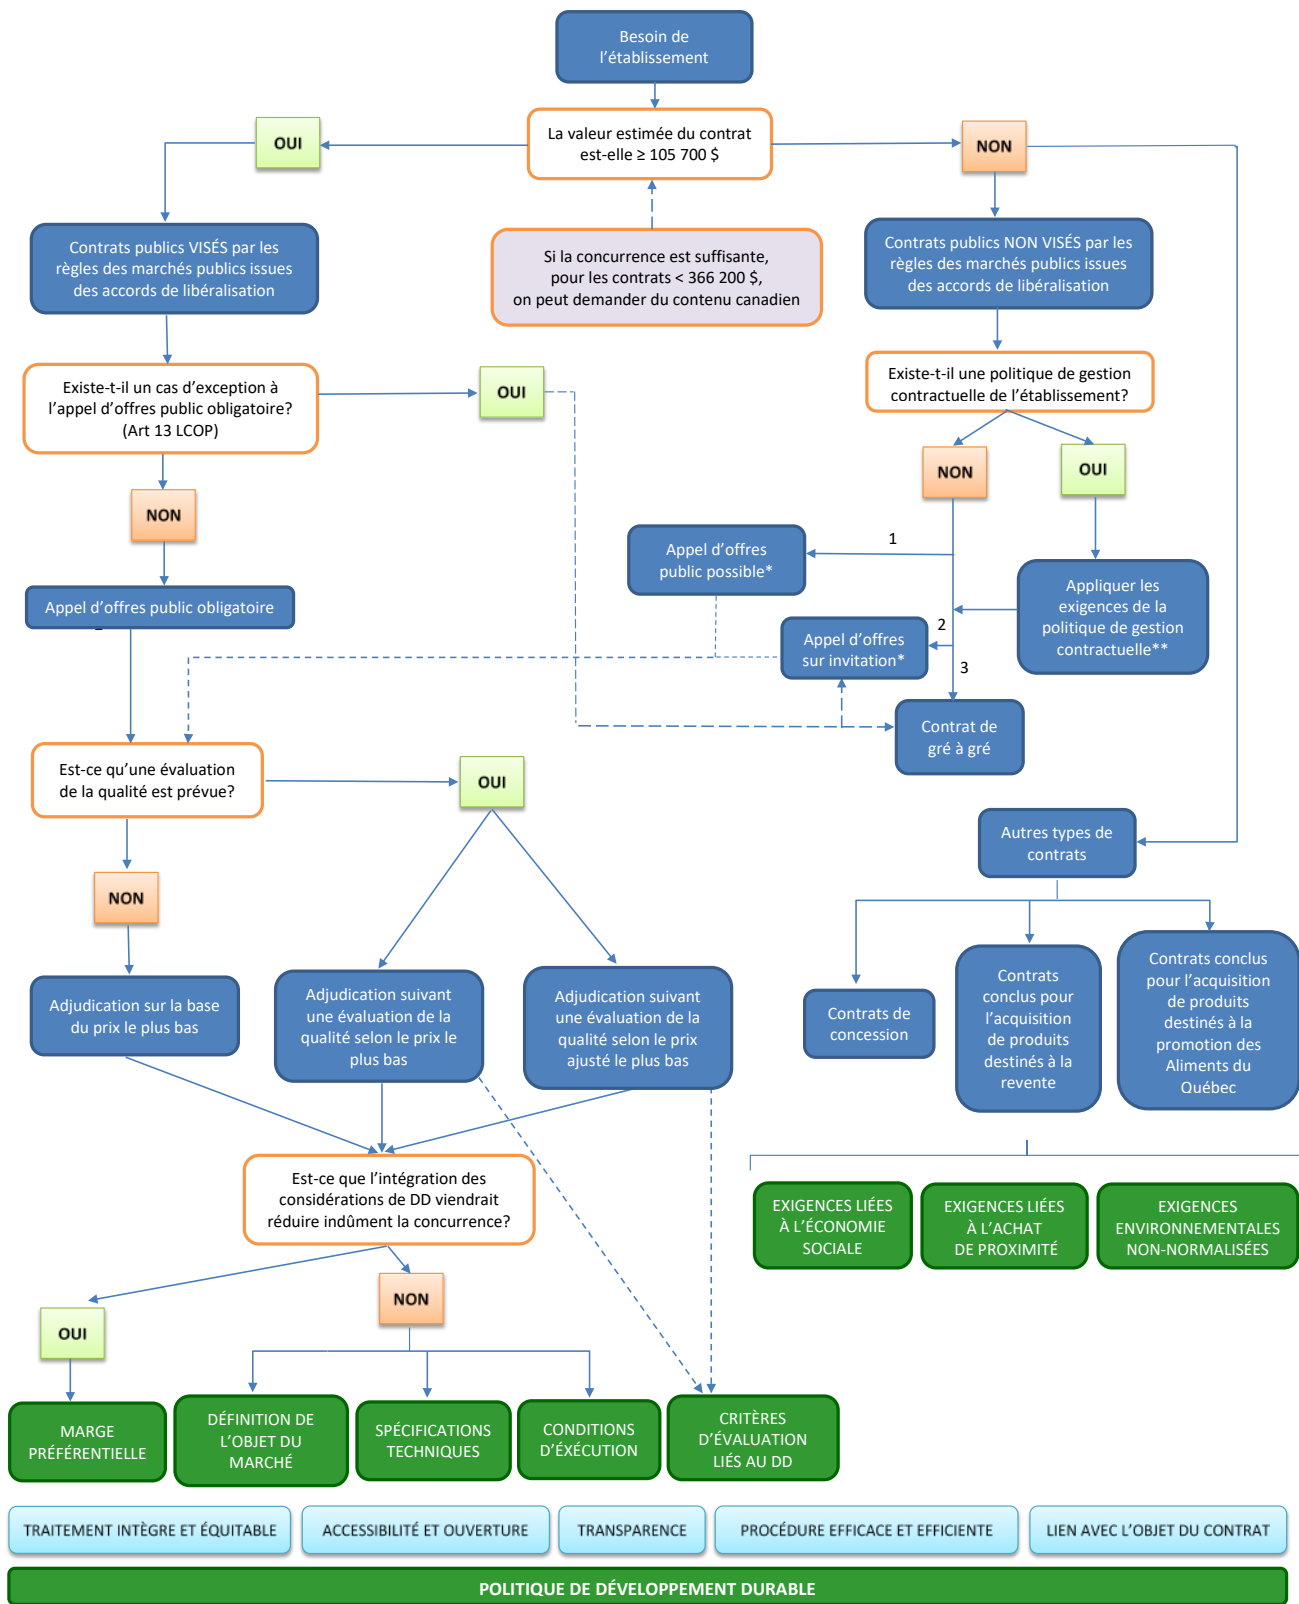 Besoin de
l'établissement
La valeur estimée du contrat
est-elle ≥ 105 700 $
OUI
NON
Contrats publics VISÉS par les
règles des marchés publics issues
des accords de libéralisation
Si la concurrence est suffisante,
pour les contrats < 366 200 $,
on peut demander du contenu canadien
Contrats publics NON VISÉS par les
règles des marchés publics issues
des accords de libéralisation
Existe-t-il un cas d'exception à
l'appel d'offres public obligatoire?
(Art 13 LCOP)
OUI
Existe-t-il une politique de gestion
contractuelle de l'établissement?
NON
OUI
NON
Appel d'offres public obligatoire
1
Appel d'offres
public possible*
Appliquer les
exigences de la
politique de gestion
contractuelle**
2
Appel d'offres
sur invitation*
3
Contrat de
gré à gré
Est-ce qu'une évaluation
de la qualité est prévue?
OUI
NON
Autres types de
contrats
Adjudication sur la base
du prix le plus bas
Adjudication suivant
une évaluation de la
qualité selon le prix le
plus bas
Adjudication suivant
une évaluation de la
qualité selon le prix
ajusté le plus bas
Contrats de
concession
Contrats
conclus pour
l'acquisition
de produits
destinés à la
revente
Contrats conclus
pour l'acquisition
de produits
destinés à la
promotion des
Aliments du
Québec
Est-ce que l'intégration des
considérations de DD viendrait
réduire indûment la concurrence?
EXIGENCES LIÉES
À L'ÉCONOMIE
SOCIALE
EXIGENCES LIÉES
À L'ACHAT
DE PROXIMITÉ
EXIGENCES
ENVIRONNEMENTALES
NON-NORMALISÉES
OUI
NON
MARGE
PRÉFÉRENTIELLE
DÉFINITION DE
L'OBJET DU
MARCHÉ
SPÉCIFICATIONS
TECHNIQUES
CONDITIONS
D'ÉXÉCUTION
CRITÈRES
D'ÉVALUATION
LIÉS AU DD
TRAITEMENT INTÈGRE ET ÉQUITABLE
ACCESSIBILITÉ ET OUVERTURE
TRANSPARENCE
PROCÉDURE EFFICACE ET EFFICIENTE
LIEN AVEC L'OBJET DU CONTRAT
POLITIQUE DE DÉVELOPPEMENT DURABLE